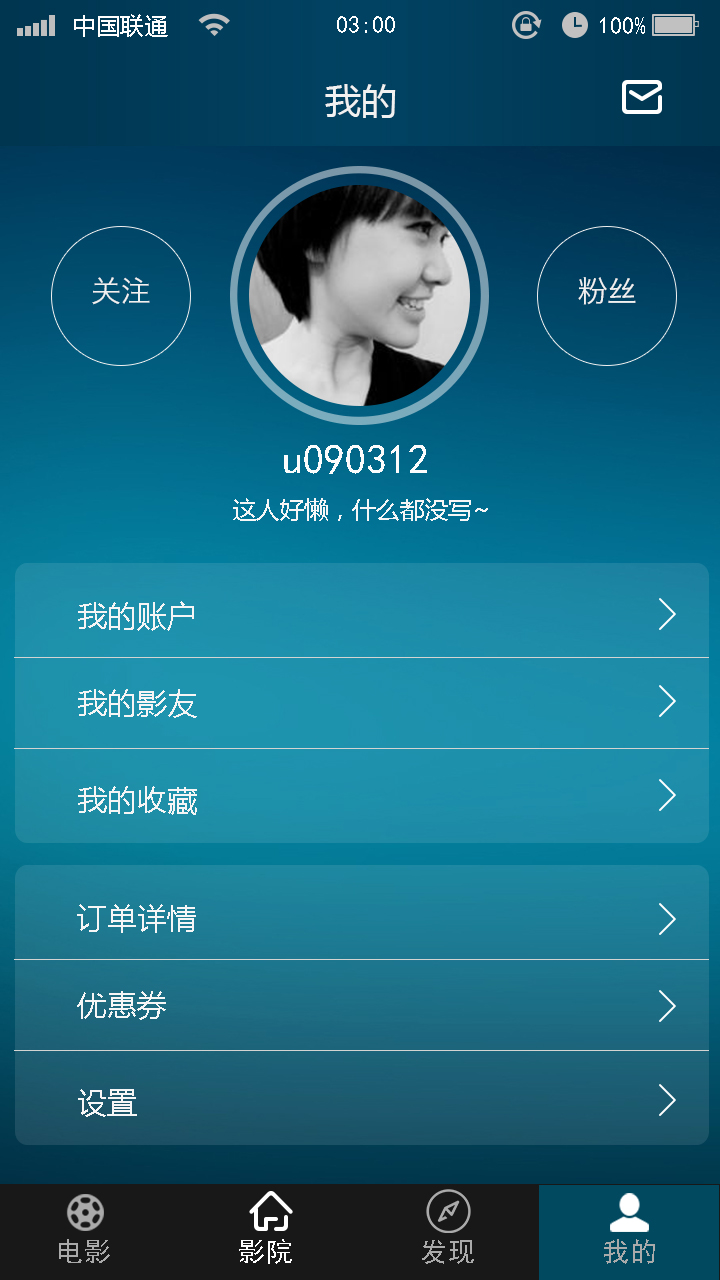 中国联通 03:00 100%
我的
关注
粉丝
u090312
这人好懒，什么都没写~
我的账户
我的影友
我的收藏
订单详情
优惠券
设置
电影 影院 发现 我的